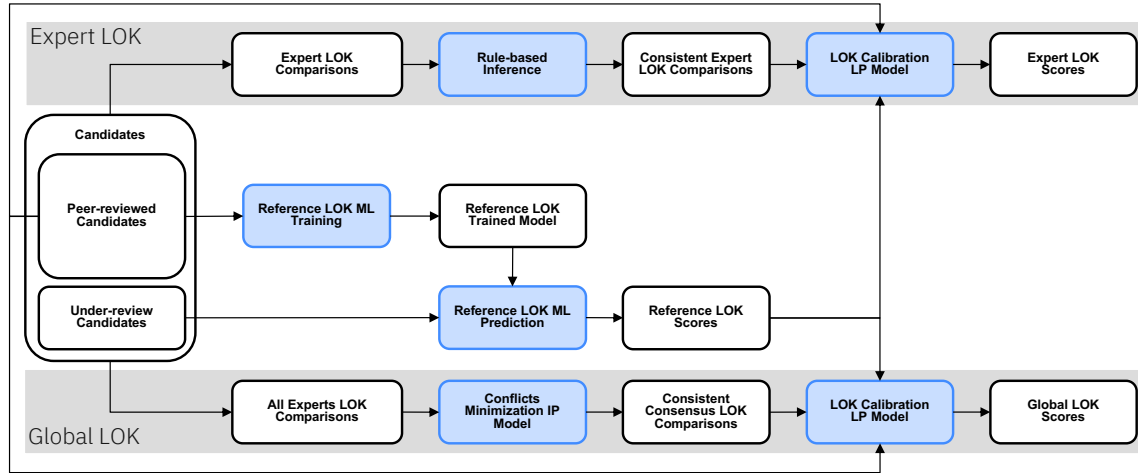 Expert LOK
Expert LOK
Comparisons
Rule-based
Inference
Consistent Expert
LOK Comparisons
LOK Calibration
LP Model
Expert LOK
Scores
Candidates
Peer-reviewed
Candidates
Reference LOK ML
Training
Reference LOK
Trained Model
Under-review
Candidates
Reference LOK ML
Prediction
Reference LOK
Scores
Global LOK
All Experts LOK
Comparisons
Conflicts
Minimization IP
Model
Consistent
Consensus LOK
Comparisons
LOK Calibration
LP Model
Global LOK
Scores